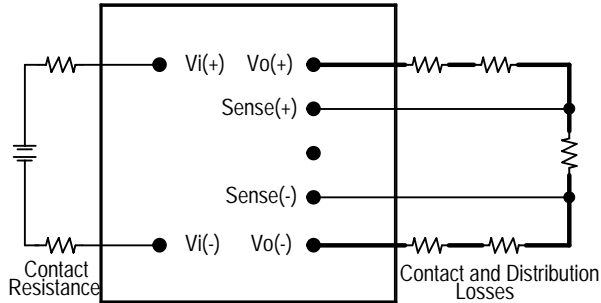 Vi(+) Vo(+)
Sense(+)
Sense(-)
Vi(-) Vo(-)
Contact
Resistance
Contact and Distribution
Losses